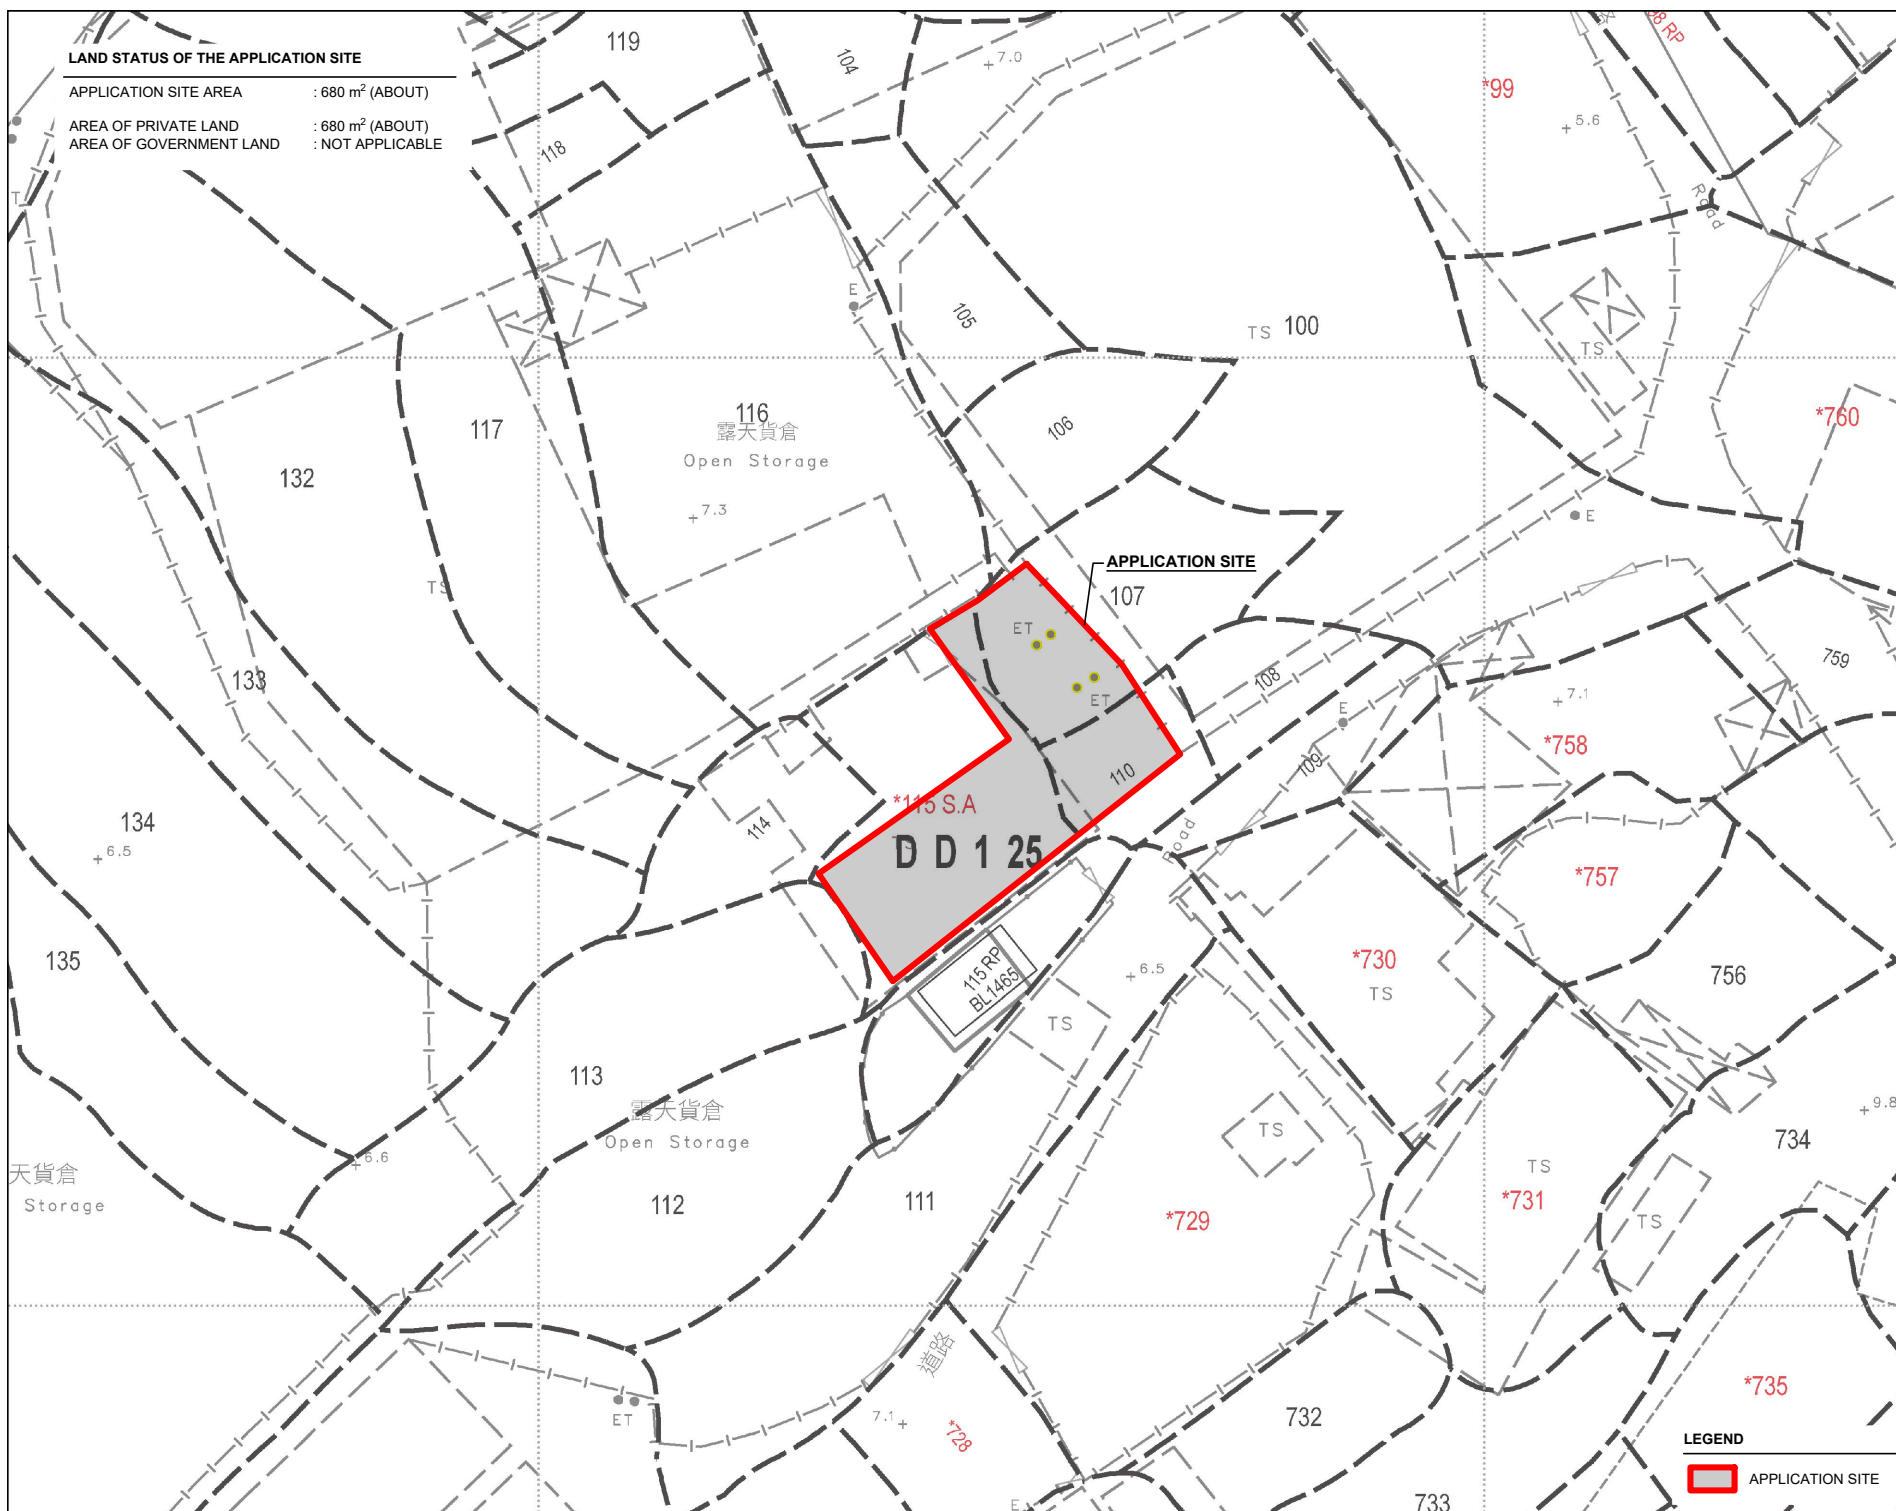 LAND STATUS OF THE APPLICATION SITE
APPLICATION SITE AREA : 680 m² (ABOUT)
AREA OF PRIVATE LAND : 680 m² (ABOUT)
AREA OF GOVERNMENT LAND : NOT APPLICABLE
119
104
+7.0
98 RP
*99
+5.6
118
T
Road
E
105
TS 100
TS
117
116
露天貨倉
Open Storage
106
*760
132
+7.3
E
TS
APPLICATION SITE
107
ET
133
108
759
ET
+7.1
E
*758
109
110
134
*115 S.A
114
TS
DD125
Road
+6.5
*757
135
115 RP
BL1465
+6.5
*730
TS
756
TS
113
露天貨倉
Open Storage
TS
+9.8
734
+6.6
天貨倉
Storage
TS
112
111
*729
*731
TS
道路
*735
ET
7.1+
*728
732
LEGEND
APPLICATION SITE
E
733